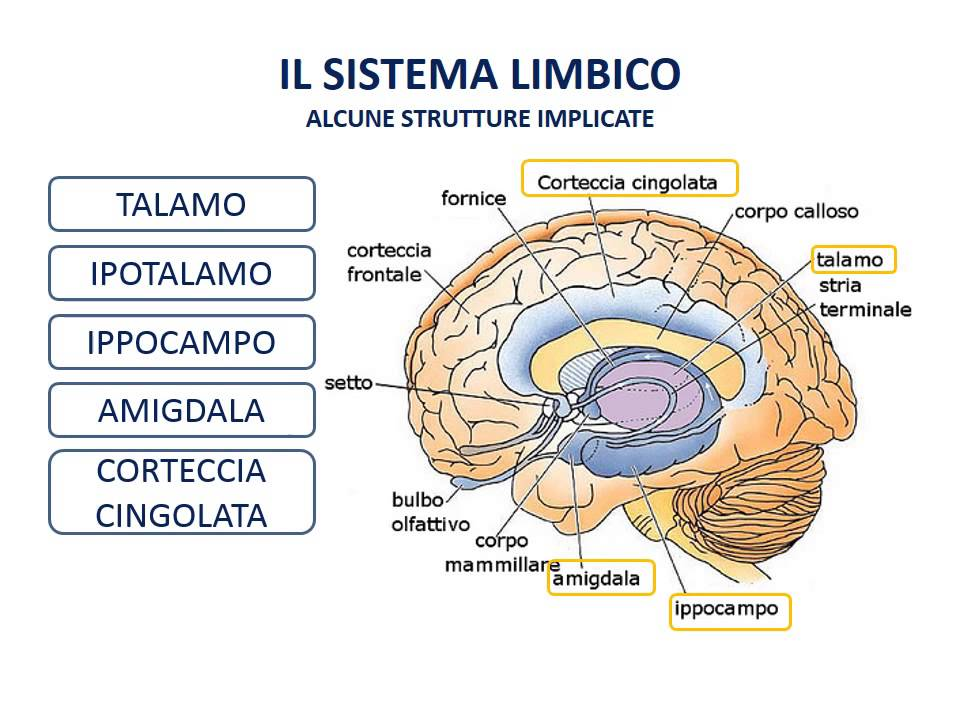 IL SISTEMA LIMBICO
ALCUNE STRUTTURE IMPLICATE
TALAMO
IPOTALAMO
IPPOCAMPO
AMIGDALA
CORTECCIA
CINGOLATA
Corteccia cingolata
fornice
corpo calloso
corteccia
frontale
talamo
stria
terminale
setto
bulbo
olfattivo
corpo
mammillare
amigdala
ippocampo